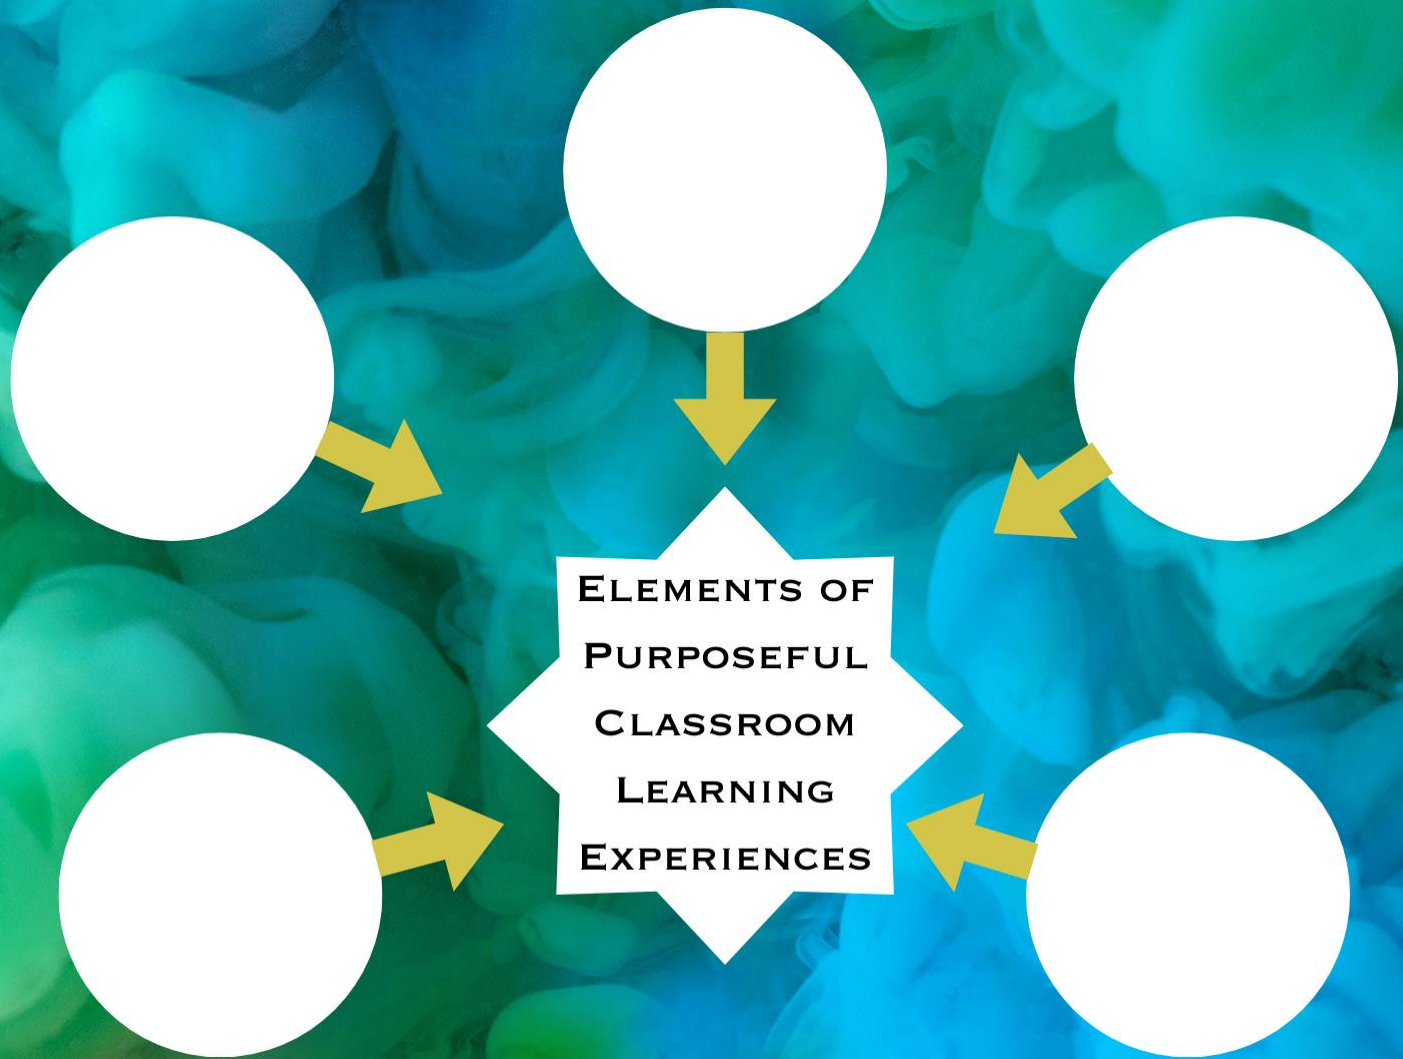 Elements of
Purposeful
Classroom
Learning
Experiences